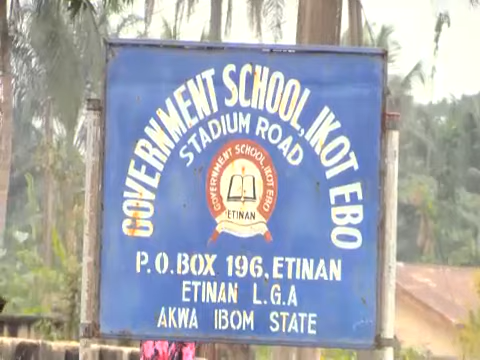 GOVERNMENT SCHOOL, IKOT EBO
STADIUM ROAD
GOVERNMENT SCHOOL, IKOT EBO
ETINAN
P.O.BOX 196, ETINAN
ETINAN L.G.A
AKWA IBOM STATE